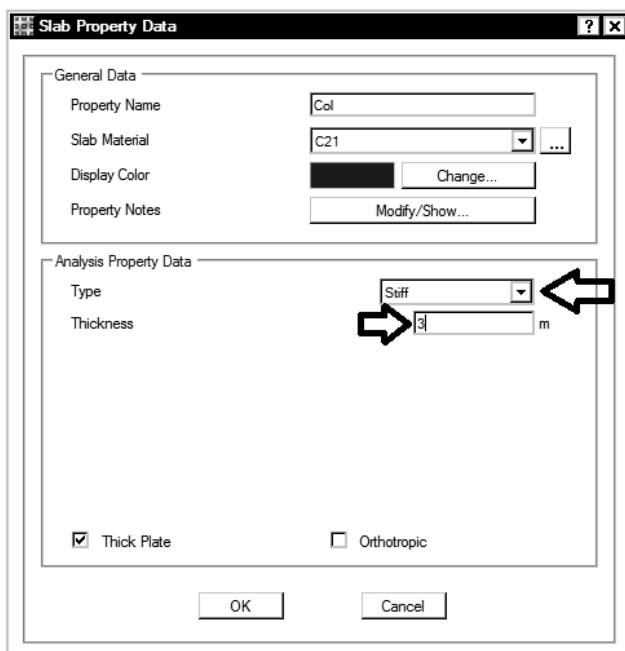 Slab Property Data
General Data
Property Name Col
Slab Material C21 ...
Display Color Change...
Property Notes Modify/Show...
Analysis Property Data
Type Stiff
Thickness 3 m
Thick Plate Orthotropic
OK Cancel